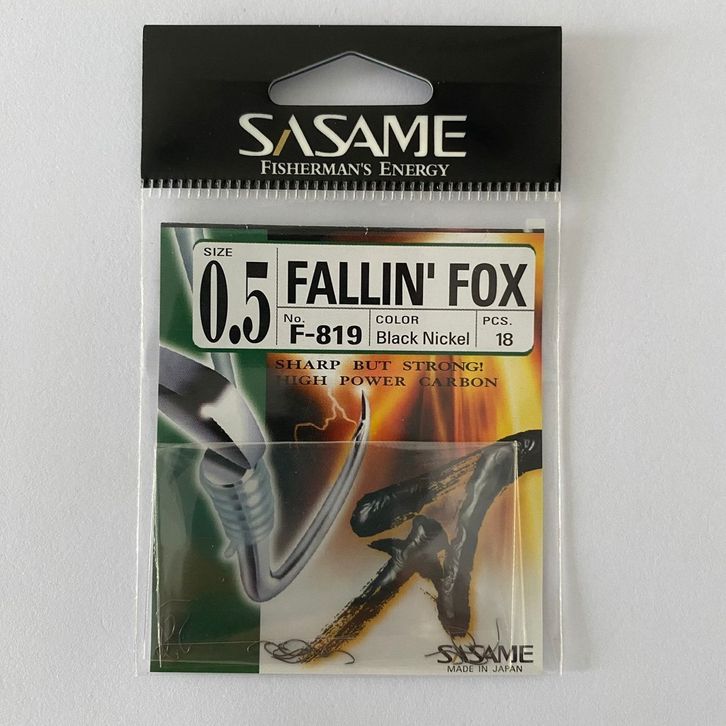 SASAME
FISHERMAN'S ENERGY
SIZE
0.5
FALLIN' FOX
No. F-819
COLOR Black Nickel
PCS. 18
SHARP BUT STRONG!
HIGH POWER CARBON
SASAME
MADE IN JAPAN